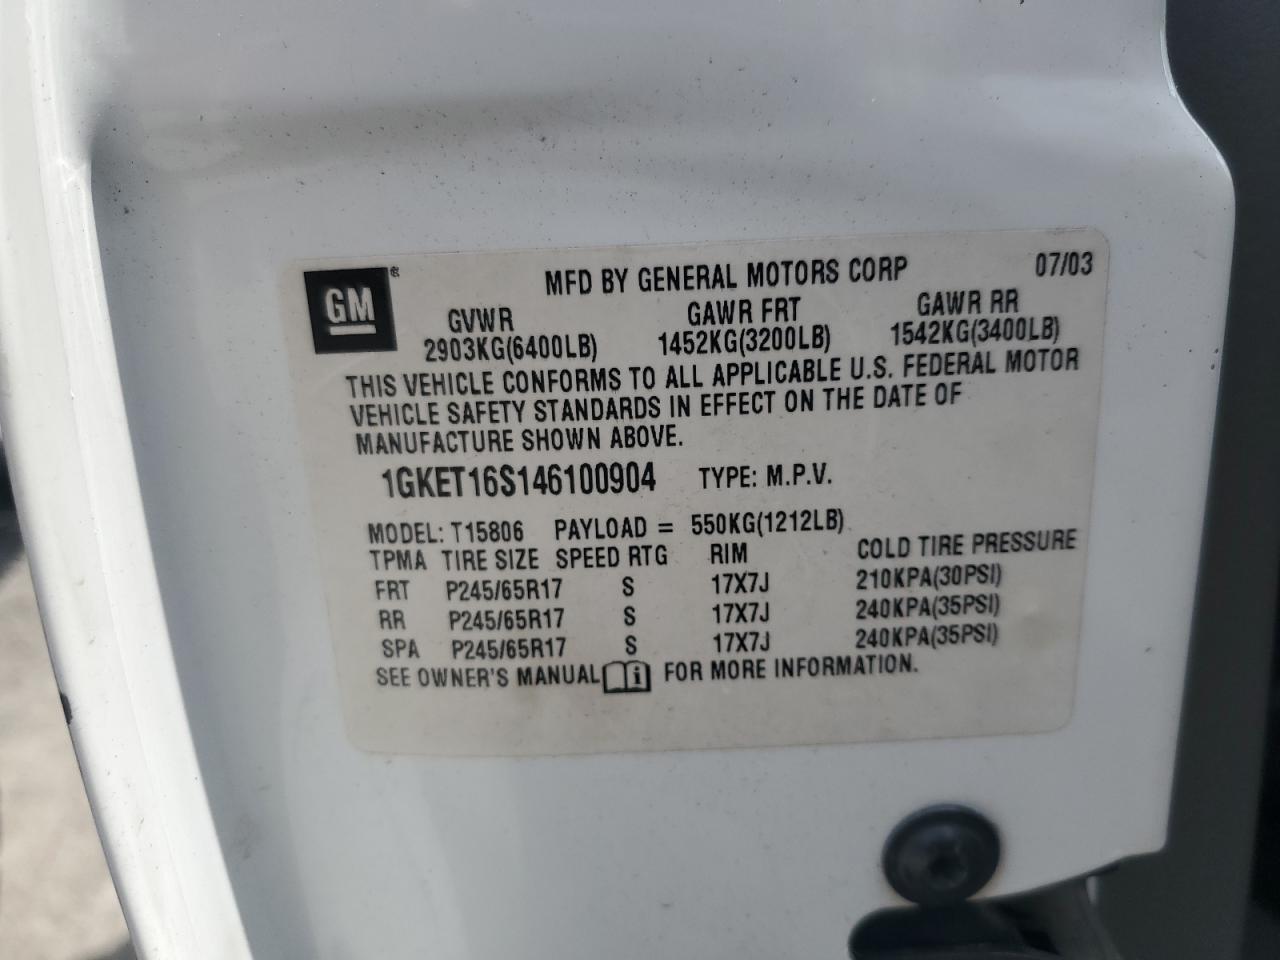 GM®
MFD BY GENERAL MOTORS CORP 07/03
GVWR GAWR FRT GAWR RR
2903KG(6400LB) 1452KG(3200LB) 1542KG(3400LB)
THIS VEHICLE CONFORMS TO ALL APPLICABLE U.S. FEDERAL MOTOR
VEHICLE SAFETY STANDARDS IN EFFECT ON THE DATE OF
MANUFACTURE SHOWN ABOVE.
1GKET16S146100904 TYPE: M.P.V.
MODEL: T15806 PAYLOAD = 550KG(1212LB)
TPMA TIRE SIZE SPEED RTG RIM COLD TIRE PRESSURE
FRT P245/65R17 S 17X7J 210KPA(30PSI)
RR P245/65R17 S 17X7J 240KPA(35PSI)
SPA P245/65R17 S 17X7J 240KPA(35PSI)
SEE OWNER'S MANUAL i FOR MORE INFORMATION.